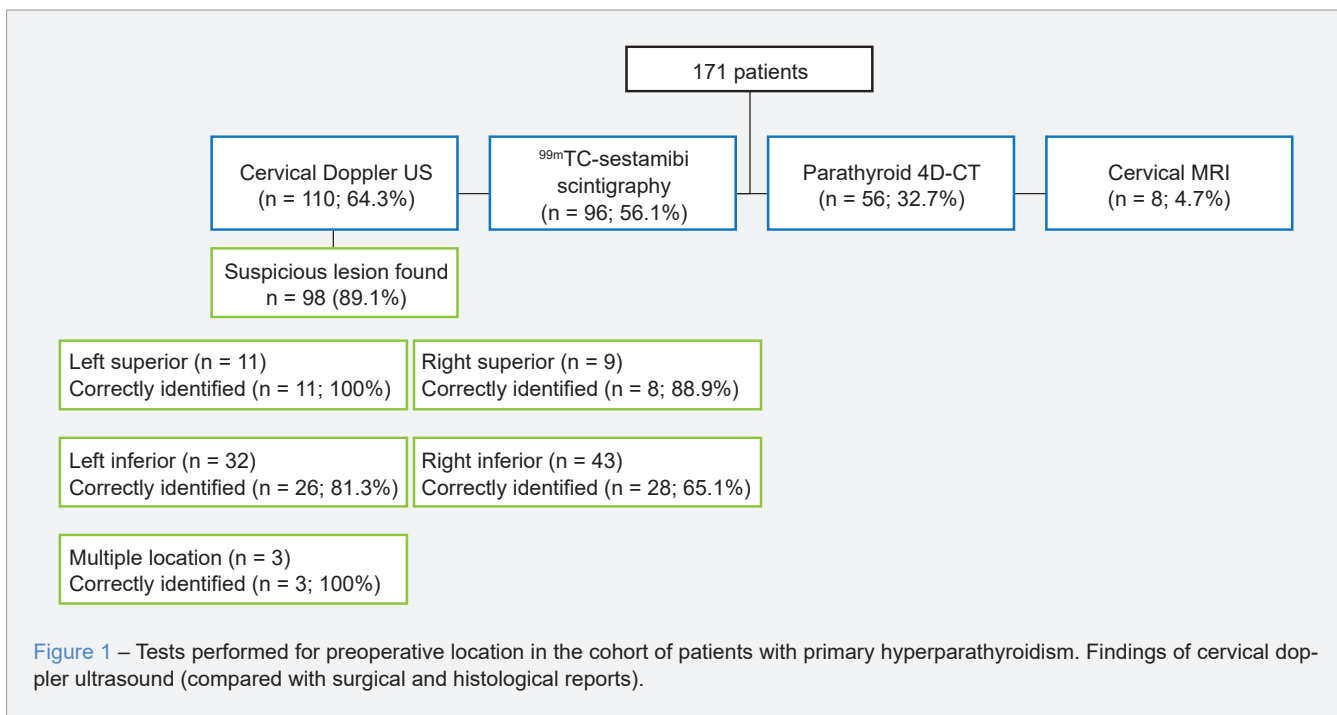 171 patients
Cervical Doppler US
(n = 110; 64.3%)
99mTC-sestamibi
scintigraphy
(n = 96; 56.1%)
Parathyroid 4D-CT
(n = 56; 32.7%)
Cervical MRI
(n = 8; 4.7%)
Suspicious lesion found
n = 98 (89.1%)
Left superior (n = 11)
Correctly identified (n = 11; 100%)
Right superior (n = 9)
Correctly identified (n = 8; 88.9%)
Left inferior (n = 32)
Correctly identified (n = 26; 81.3%)
Right inferior (n = 43)
Correctly identified (n = 28; 65.1%)
Multiple location (n = 3)
Correctly identified (n = 3; 100%)
Figure 1 – Tests performed for preoperative location in the cohort of patients with primary hyperparathyroidism. Findings of cervical dop-
pler ultrasound (compared with surgical and histological reports).